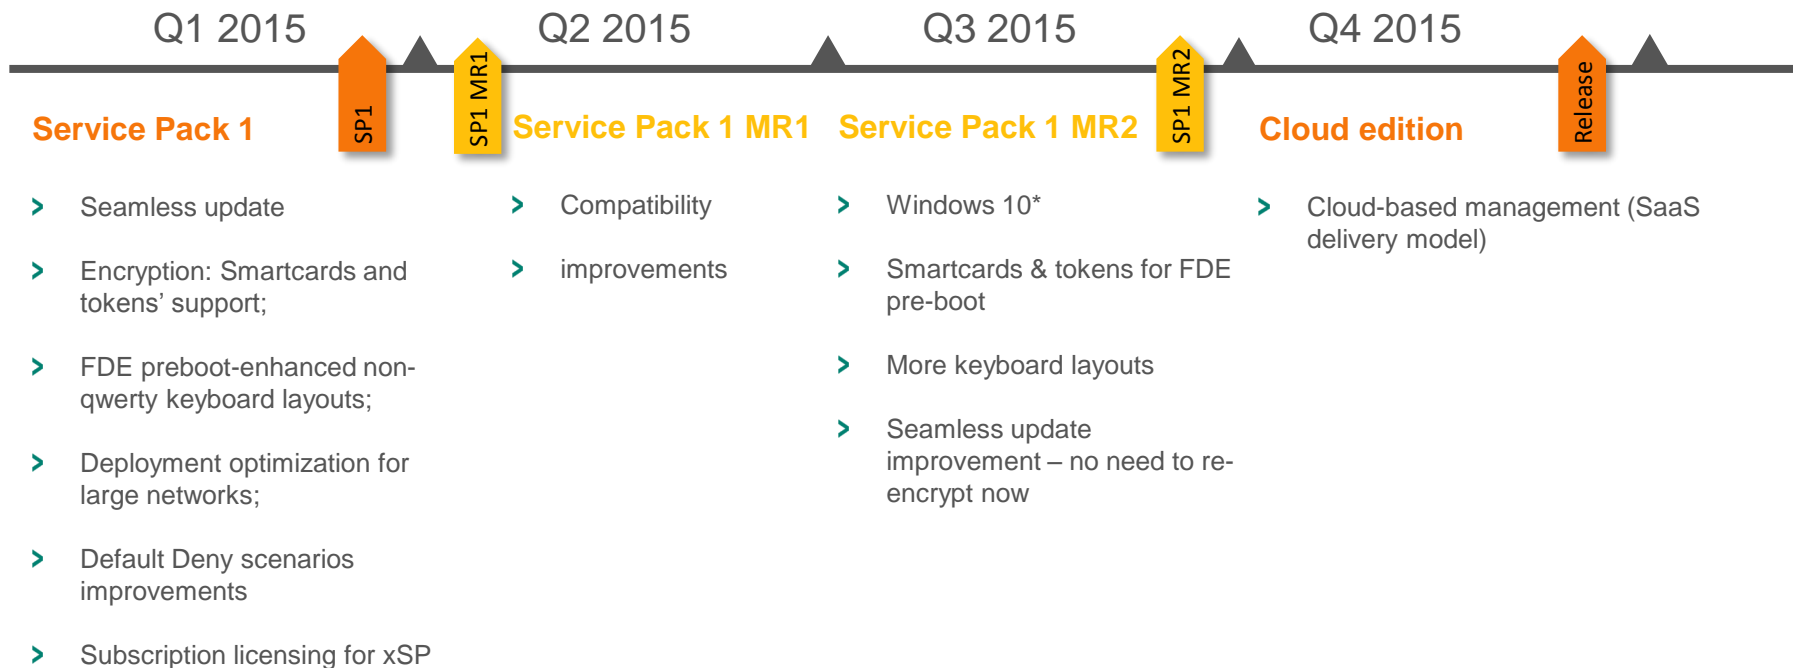 Q1 2015
Q2 2015
Q3 2015
Q4 2015
SP1
SP1 MR1
SP1 MR2
Release
Service Pack 1
Service Pack 1 MR1
Service Pack 1 MR2
Cloud edition
> Seamless update
> Encryption: Smartcards and
tokens’ support;
> FDE preboot-enhanced non-
qwerty keyboard layouts;
> Deployment optimization for
large networks;
> Default Deny scenarios
improvements
> Subscription licensing for xSP
> Compatibility
> improvements
> Windows 10*
> Smartcards & tokens for FDE
pre-boot
> More keyboard layouts
> Seamless update
improvement – no need to re-
encrypt now
> Cloud-based management (SaaS
delivery model)